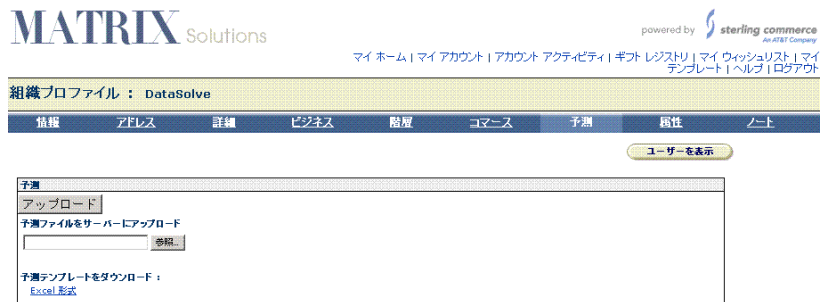 MATRIX Solutions
powered by sterling commerce
An AT&T Company
マイ ホーム | マイ アカウント | アカウント アクティビティ | ギフト レジストリ | マイ ウィッシュリスト | マイ
テンプレート | ヘルプ | ログアウト
組織プロファイル : DataSolve
情報 アドレス 詳細 ビジネス 階層 コマース 予測 属性 ノート
ユーザーを表示
予測
アップロード
予測ファイルをサーバーにアップロード
参照...
予測テンプレートをダウンロード :
Excel 形式